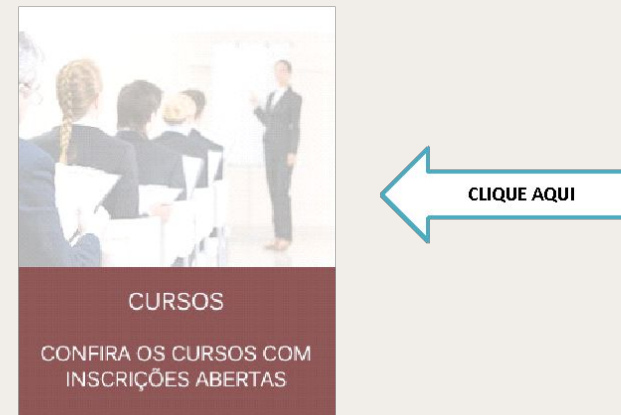 CLIQUE AQUI
CURSOS
CONFIRA OS CURSOS COM
INSCRIÇÕES ABERTAS